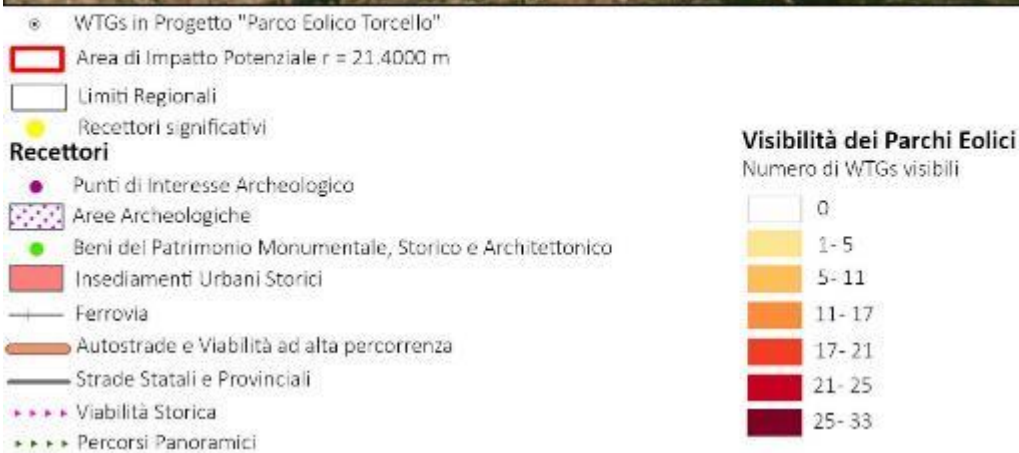 WTGs in Progetto "Parco Eolico Torcello"
Area di Impatto Potenziale r = 21.4000 m
Limiti Regionali
Recettori significativi
Recettori
Punti di Interesse Archeologico
Aree Archeologiche
Beni del Patrimonio Monumentale, Storico e Architettonico
Insediamenti Urbani Storici
Ferrovia
Autostrade e Viabilità ad alta percorrenza
Strade Statali e Provinciali
Viabilità Storica
Percorsi Panoramici
Visibilità dei Parchi Eolici
Numero di WTGs visibili
0
1- 5
5- 11
11- 17
17- 21
21- 25
25- 33